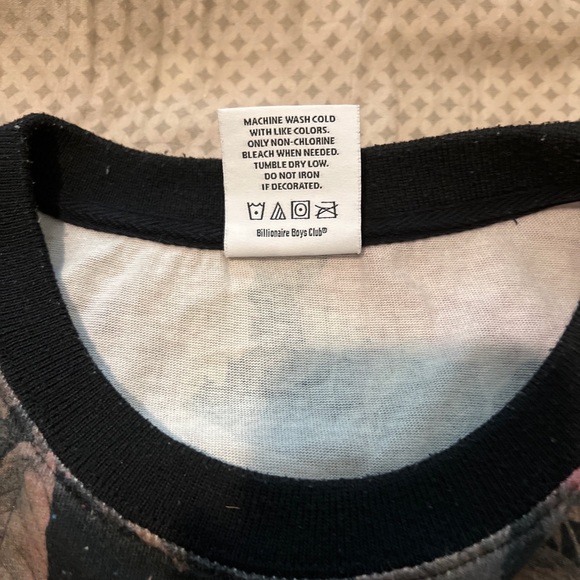 MACHINE WASH COLD
WITH LIKE COLORS.
ONLY NON-CHLORINE
BLEACH WHEN NEEDED.
TUMBLE DRY LOW.
DO NOT IRON
IF DECORATED.
Billionaire Boys Club®